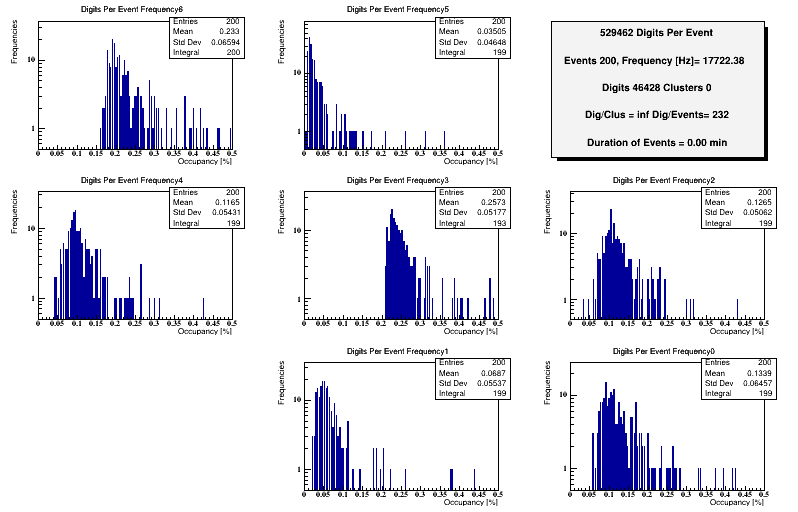 Digits Per Event Frequency6
Entries 200
Mean 0.233
Std Dev 0.06594
Integral 200
Frequencies
10
1
0 0.05 0.1 0.15 0.2 0.25 0.3 0.35 0.4 0.45 0.5
Occupancy [%]
Digits Per Event Frequency5
Entries 200
Mean 0.03505
Std Dev 0.04648
Integral 199
Frequencies
10
1
0 0.05 0.1 0.15 0.2 0.25 0.3 0.35 0.4 0.45 0.5
Occupancy [%]
529462 Digits Per Event
Events 200, Frequency [Hz]= 17722.38
Digits 46428 Clusters 0
Dig/Clus = inf Dig/Events= 232
Duration of Events = 0.00 min
Digits Per Event Frequency4
Entries 200
Mean 0.1165
Std Dev 0.05431
Integral 199
Frequencies
10
1
0 0.05 0.1 0.15 0.2 0.25 0.3 0.35 0.4 0.45 0.5
Occupancy [%]
Digits Per Event Frequency3
Entries 200
Mean 0.2573
Std Dev 0.05177
Integral 193
Frequencies
10
1
0 0.05 0.1 0.15 0.2 0.25 0.3 0.35 0.4 0.45 0.5
Occupancy [%]
Digits Per Event Frequency2
Entries 200
Mean 0.1265
Std Dev 0.05062
Integral 199
Frequencies
10
1
0 0.05 0.1 0.15 0.2 0.25 0.3 0.35 0.4 0.45 0.5
Occupancy [%]
Digits Per Event Frequency1
Entries 200
Mean 0.0687
Std Dev 0.05537
Integral 199
Frequencies
10
1
0 0.05 0.1 0.15 0.2 0.25 0.3 0.35 0.4 0.45 0.5
Occupancy [%]
Digits Per Event Frequency0
Entries 200
Mean 0.1339
Std Dev 0.06457
Integral 199
Frequencies
10
1
0 0.05 0.1 0.15 0.2 0.25 0.3 0.35 0.4 0.45 0.5
Occupancy [%]